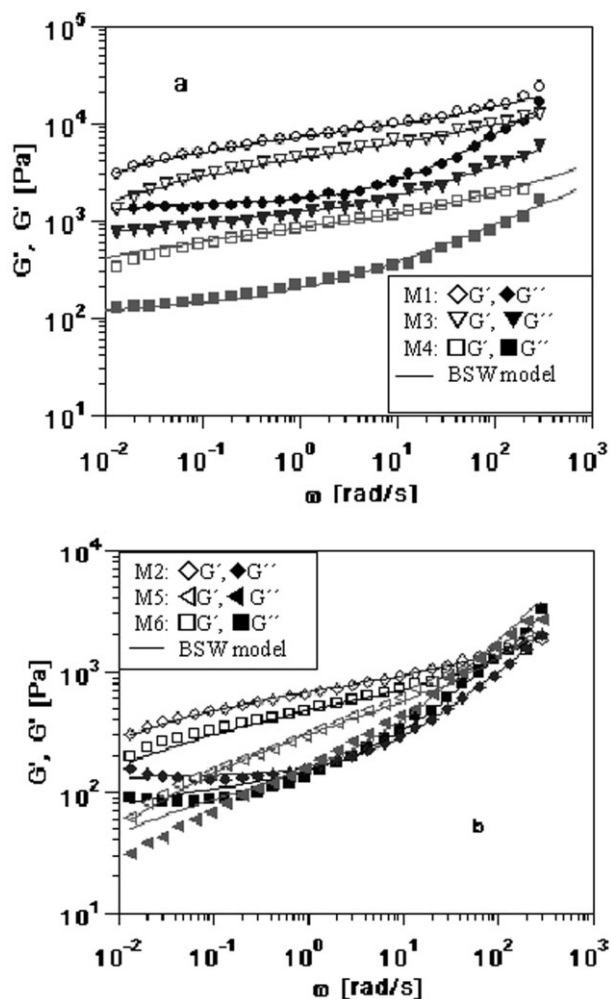 10⁵
a
10⁴
10³
10²
10¹
G', G' [Pa]
M1: G´, G´´
M3: G´, G´´
M4: G´, G´´
BSW model
10⁻² 10⁻¹ 10⁰ 10¹ 10² 10³
ω [rad/s]
10⁴
M2: G´, G´´
M5: G´, G´´
M6: G´, G´´
BSW model
10³
10²
10¹
G', G' [Pa]
b
10⁻² 10⁻¹ 10⁰ 10¹ 10² 10³
ω [rad/s]